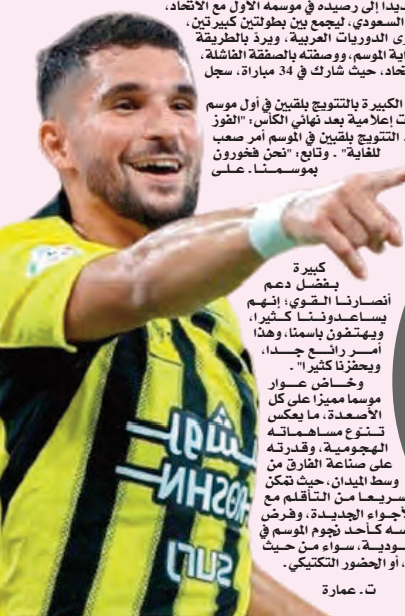 جديدا إلى رصيده في موسمه الأول مع الاتحاد،
السعودي، ليجمع بين بطولتين كبيرتين،
الدوريات العربية، ويرد بالطريقة
الموسم، ووصفته بالصفقة الفاشلة،
حيث شارك في 34 مباراة، سجل
الكبيرة بالتتويج بلقبين في أول موسم
إعلامية بعد نهائي الكأس: "الفوز
التتويج بلقبين في الموسم أمر صعب
للغاية". وتابع: "نحن فخورون
بموسمنا. على
كبيرة
بفضل دعم
أنصارنا القوي؛ إنهم
يساعدوننا كثيرا،
ويهتفون باسمنا، وهذا
أمر رائع جدا،
ويحفزنا كثيرا".
وخاض عوار
موسما مميزا على كل
الأصعدة، ما يعكس
تنوع مساهماته
الهجومية، وقدرته
على صناعة الفارق من
وسط الميدان، حيث تمكن
سريعا من التأقلم مع
الأجواء الجديدة، وفرض
كأحد نجوم الموسم في
سواء من حيث
أو الحضور التكتيكي.
ت. عمارة